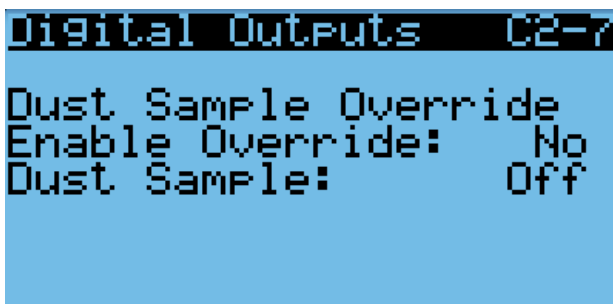 Digital Outputs C2-7
Dust Sample Override
Enable Override: No
Dust Sample: Off